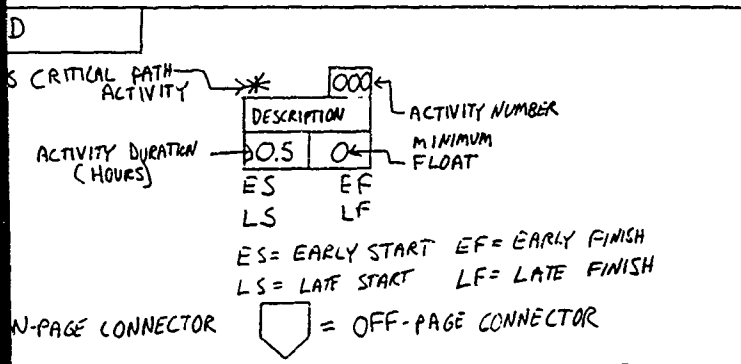 D
S CRITICAL PATH
ACTIVITY
* 000
DESCRIPTION
ACTIVITY NUMBER
ACTIVITY DURATION
(HOURS)
0.5 0
MINIMUM
FLOAT
ES EF
LS LF
ES= EARLY START EF= EARLY FINISH
LS= LATE START LF= LATE FINISH
N-PAGE CONNECTOR = OFF-PAGE CONNECTOR